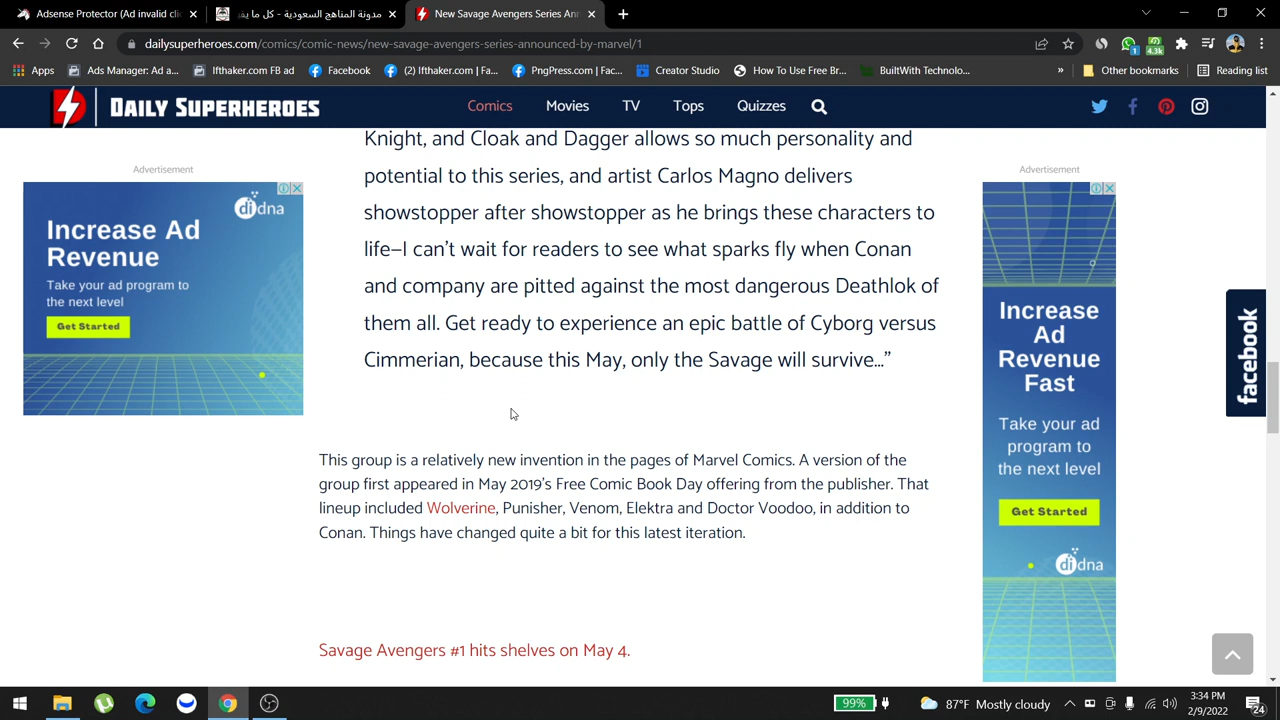 Adsense Protector (Ad invalid cli
مدونة المناهج السعودية - كل ما يف
New Savage Avengers Series Ann
dailysuperheroes.com/comics/comic-news/new-savage-avengers-series-announced-by-marvel/1
1
4.3k
Apps
Ads Manager: Ad a...
Ifthaker.com FB ad
Facebook
(2) Ifthaker.com | Fa...
PngPress.com | Fac...
Creator Studio
How To Use Free Br...
BuiltWith Technolo...
»
Other bookmarks
Reading list
DAILY SUPERHEROES
Comics
Movies
TV
Tops
Quizzes
Knight, and Cloak and Dagger allows so much personality and
potential to this series, and artist Carlos Magno delivers
showstopper after showstopper as he brings these characters to
life—I can't wait for readers to see what sparks fly when Conan
and company are pitted against the most dangerous Deathlok of
them all. Get ready to experience an epic battle of Cyborg versus
Cimmerian, because this May, only the Savage will survive…”
Advertisement
didna
Increase Ad
Revenue
Take your ad program to
the next level
Get Started
Advertisement
Increase
Ad
Revenue
Fast
Take your ad
program to
the next level
Get Started
didna
facebook
This group is a relatively new invention in the pages of Marvel Comics. A version of the
group first appeared in May 2019's Free Comic Book Day offering from the publisher. That
lineup included Wolverine, Punisher, Venom, Elektra and Doctor Voodoo, in addition to
Conan. Things have changed quite a bit for this latest iteration.
Savage Avengers #1 hits shelves on May 4.
99%
87°F Mostly cloudy
3:34 PM
2/9/2022
24